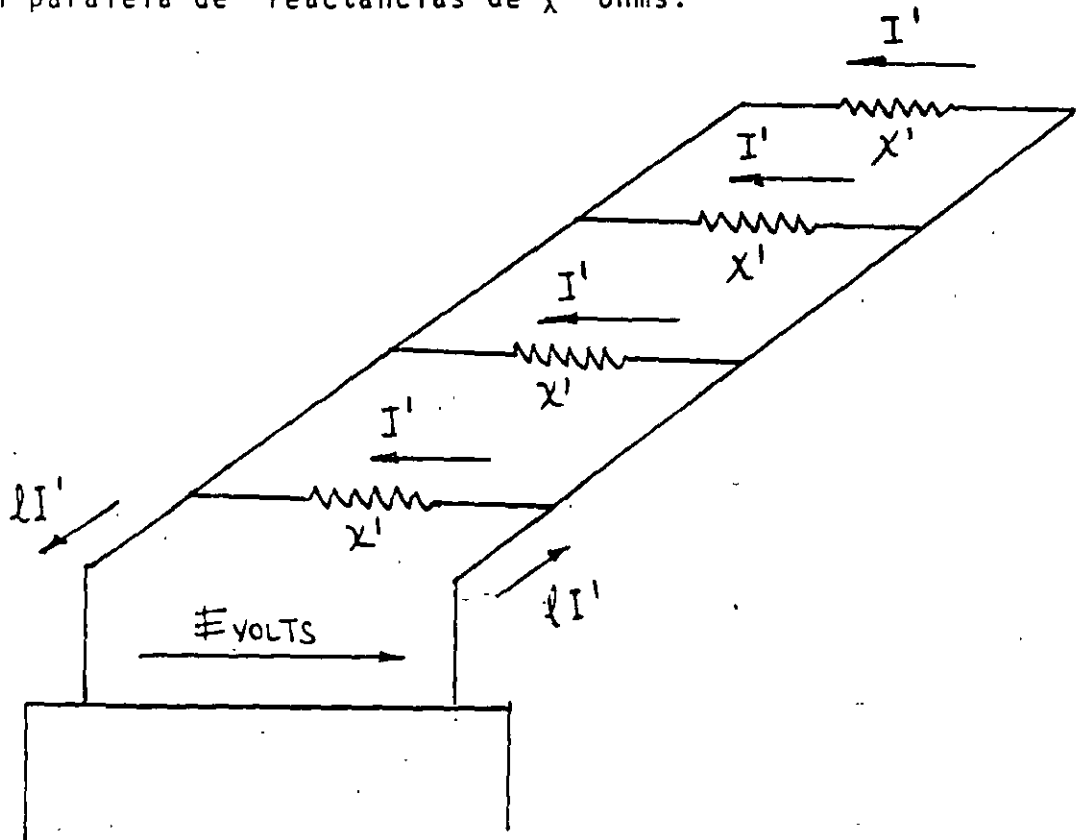 paralela de reactancias de χ ohms.
I'
χ'
I'
χ'
I'
χ'
I'
χ'
lI'
lI'
E VOLTS